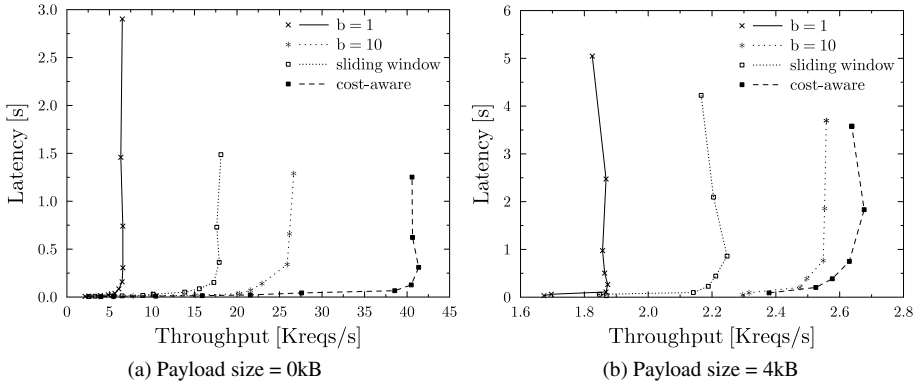 3.0
2.5
2.0
1.5
1.0
0.5
0.0
Latency [s]
b = 1
b = 10
sliding window
cost-aware
0 5 10 15 20 25 30 35 40 45
Throughput [Kreqs/s]
(a) Payload size = 0kB
6
5
4
3
2
1
0
Latency [s]
b = 1
b = 10
sliding window
cost-aware
1.6 1.8 2.0 2.2 2.4 2.6 2.8
Throughput [Kreqs/s]
(b) Payload size = 4kB